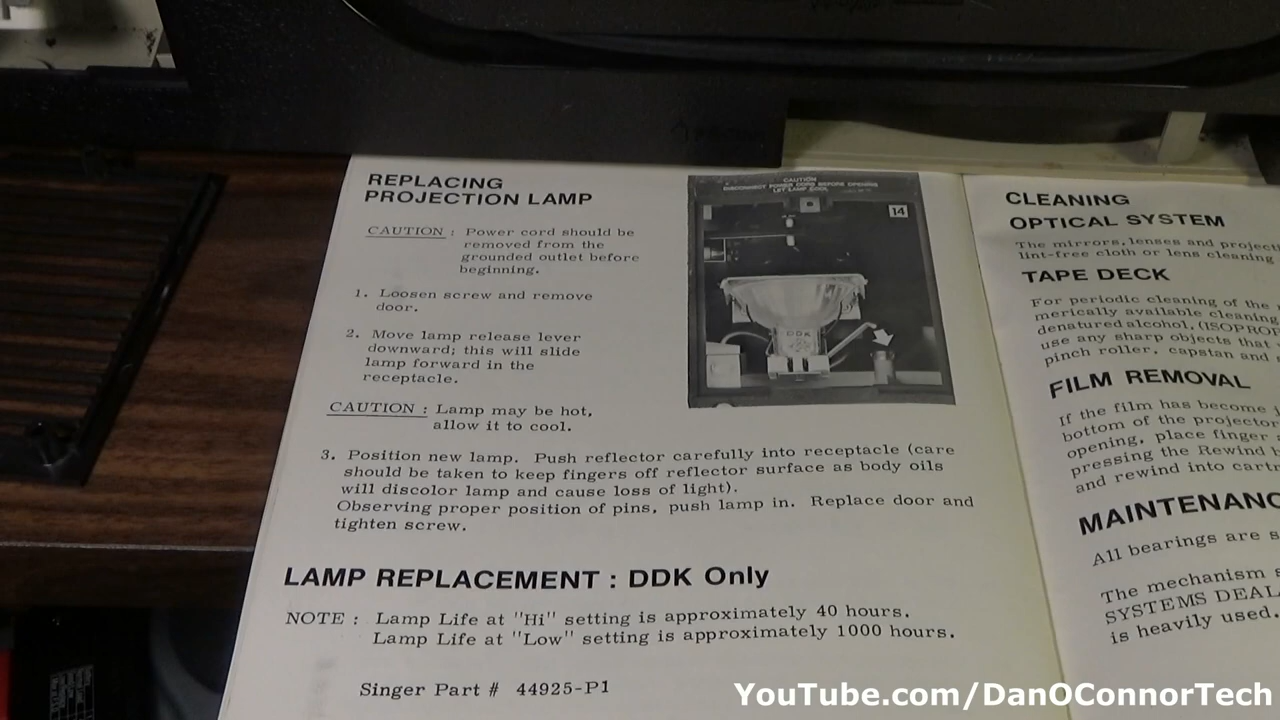 REPLACING
PROJECTION LAMP
CAUTION : Power cord should be
removed from the
grounded outlet before
beginning.
1. Loosen screw and remove
door.
2. Move lamp release lever
downward; this will slide
lamp forward in the
receptacle.
CAUTION : Lamp may be hot,
allow it to cool.
CAUTION
DISCONNECT POWER CORD BEFORE OPENING
LET LAMP COOL
14
DDK
3. Position new lamp. Push reflector carefully into receptacle (care
should be taken to keep fingers off reflector surface as body oils
will discolor lamp and cause loss of light).
Observing proper position of pins, push lamp in. Replace door and
tighten screw.
LAMP REPLACEMENT : DDK Only
NOTE : Lamp Life at "Hi" setting is approximately 40 hours.
Lamp Life at "Low" setting is approximately 1000 hours.
Singer Part # 44925-P1
CLEANING
OPTICAL SYSTEM
The mirrors, lenses and
lint-free cloth or lens cleaning
TAPE DECK
For periodic cleaning of the
merically available cleaning
denatured alcohol, (ISOPRO
use any sharp objects that
pinch roller, capstan and
FILM REMOVAL
If the film has become
bottom of the projector
opening, place finger
pressing the Rewind
and rewind into
MAINTENANC
All bearings are
The mechanism
SYSTEMS DEAL
is heavily used.
YouTube.com/DanOConnorTech